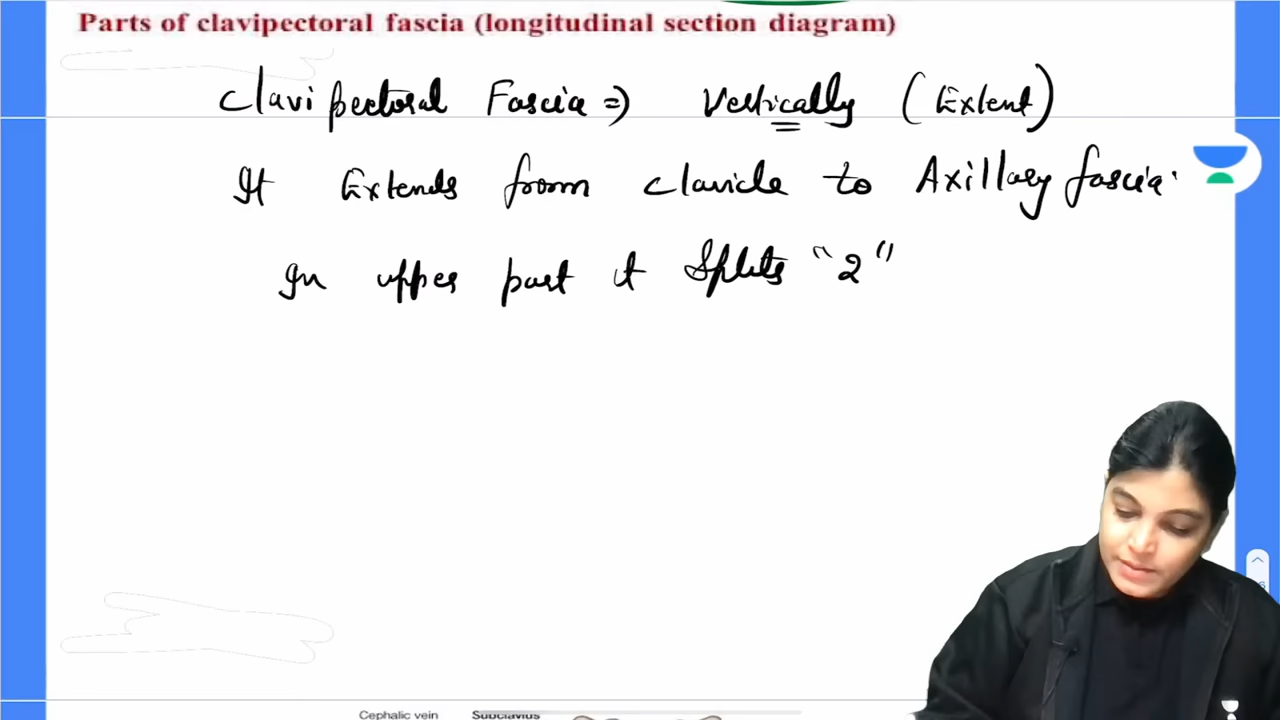 Parts of clavipectoral fascia (longitudinal section diagram)
Clavipectoral Fascia ⇒ Vertically (Extent)
It Extends from clavicle to Axillary fascia.
In upper part it Splits "2"
Cephalic vein Subclavius